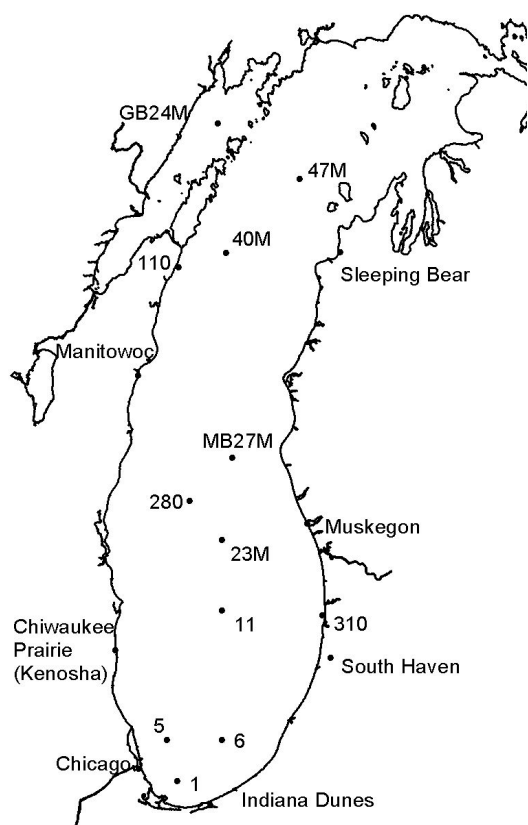 GB24M
47M
40M
110
Sleeping Bear
Manitowoc
MB27M
280
Muskegon
23M
11
310
Chiwaukee
Prairie
(Kenosha)
South Haven
5
6
Chicago
1
Indiana Dunes